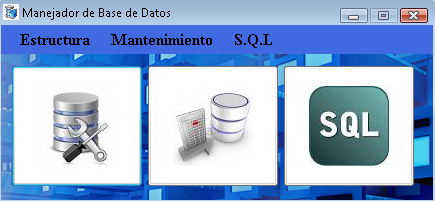 Manejador de Base de Datos
Estructura Mantenimiento S.Q.L
SQL